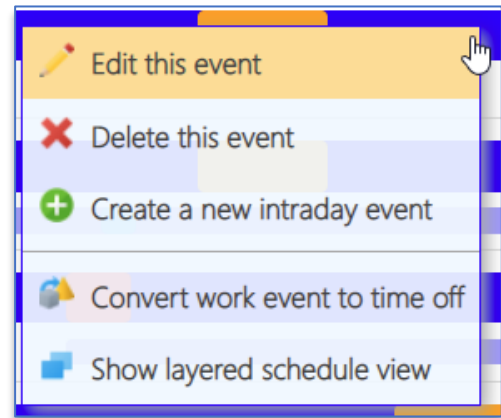 Edit this event
Delete this event
Create a new intraday event
Convert work event to time off
Show layered schedule view